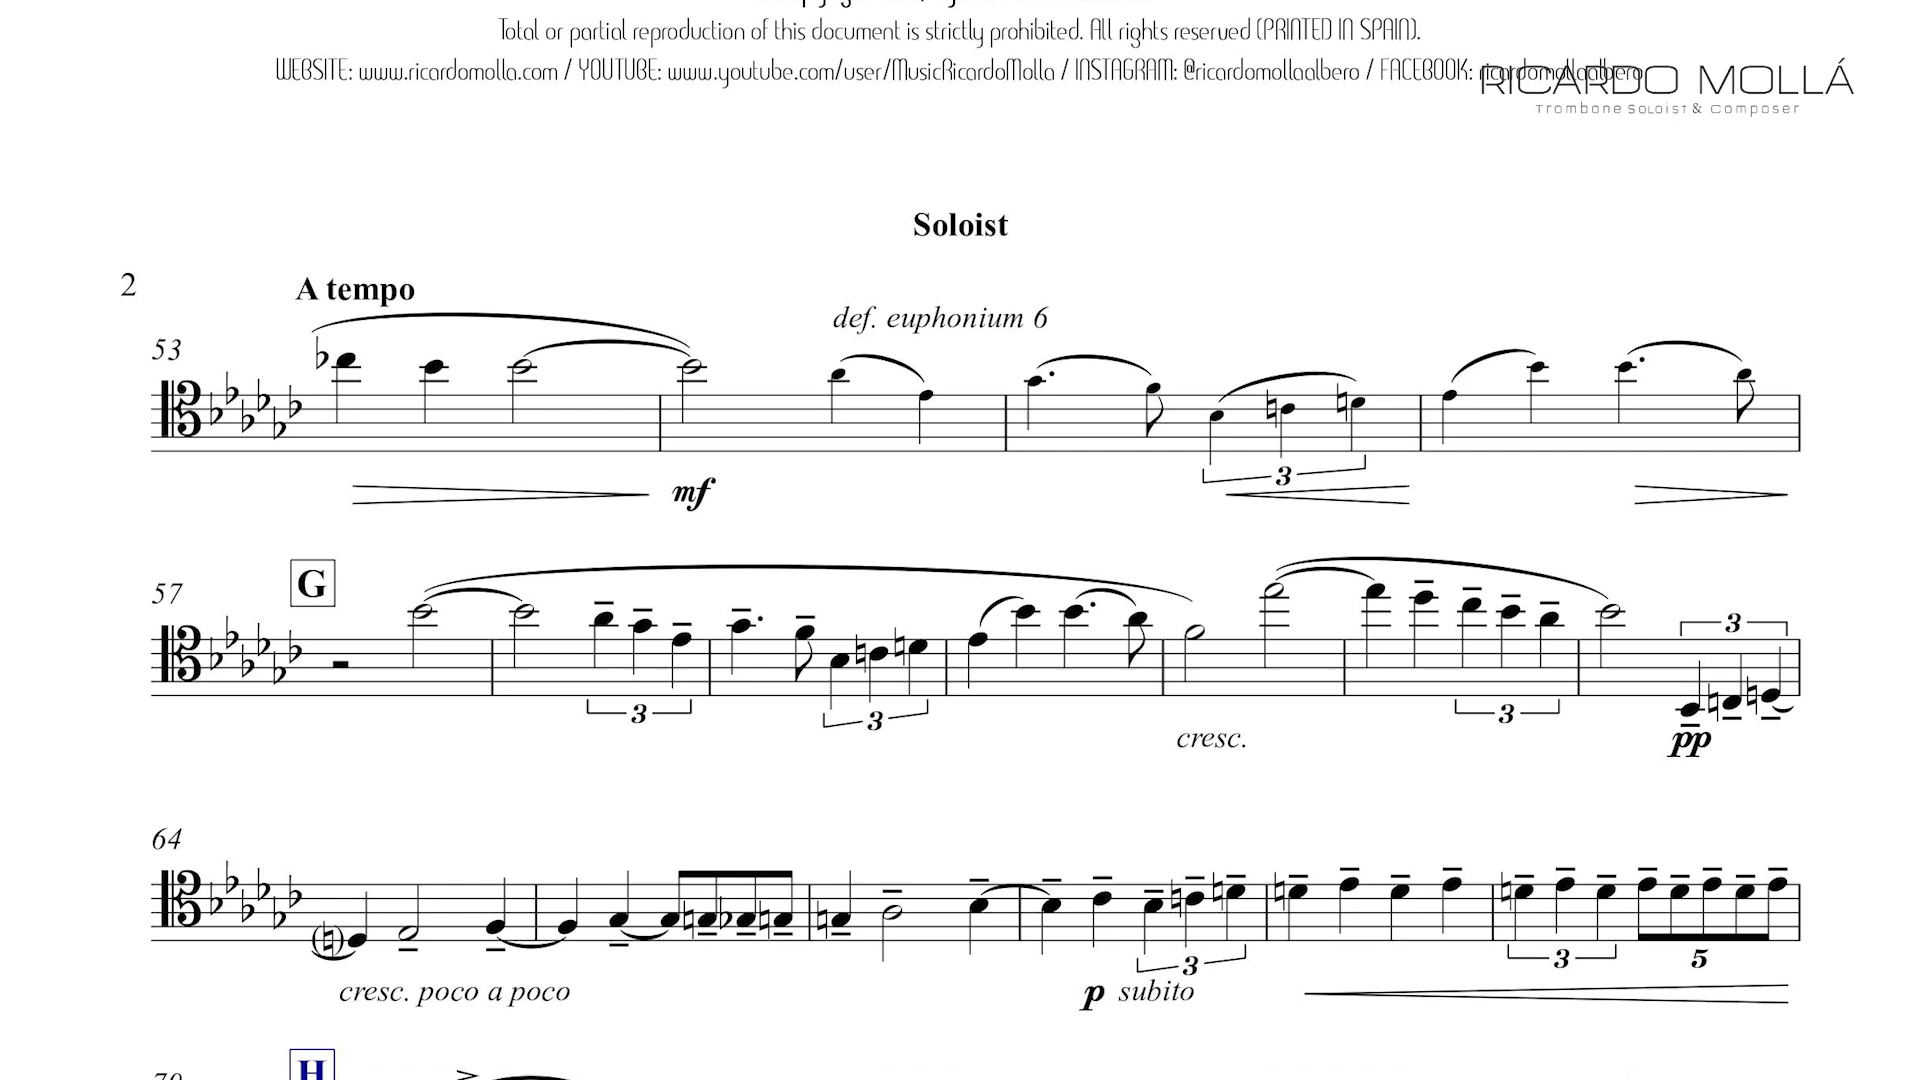 Total or partial reproduction of this document is strictly prohibited. All rights reserved (PRINTED IN SPAIN).
WEBSITE: www.ricardomolla.com / YOUTUBE: www.youtube.com/user/MusicRicardoMolla / INSTAGRAM: @ricardomollaalbero / FACEBOOK: ricardomollaalbero
RICARDO MOLLÁ
Trombone Soloist & Composer
Soloist
2
A tempo
def. euphonium 6
53
3
mf
G
57
3
3 3 3
cresc.
pp
64
3 3 5
cresc. poco a poco
p subito
H
70